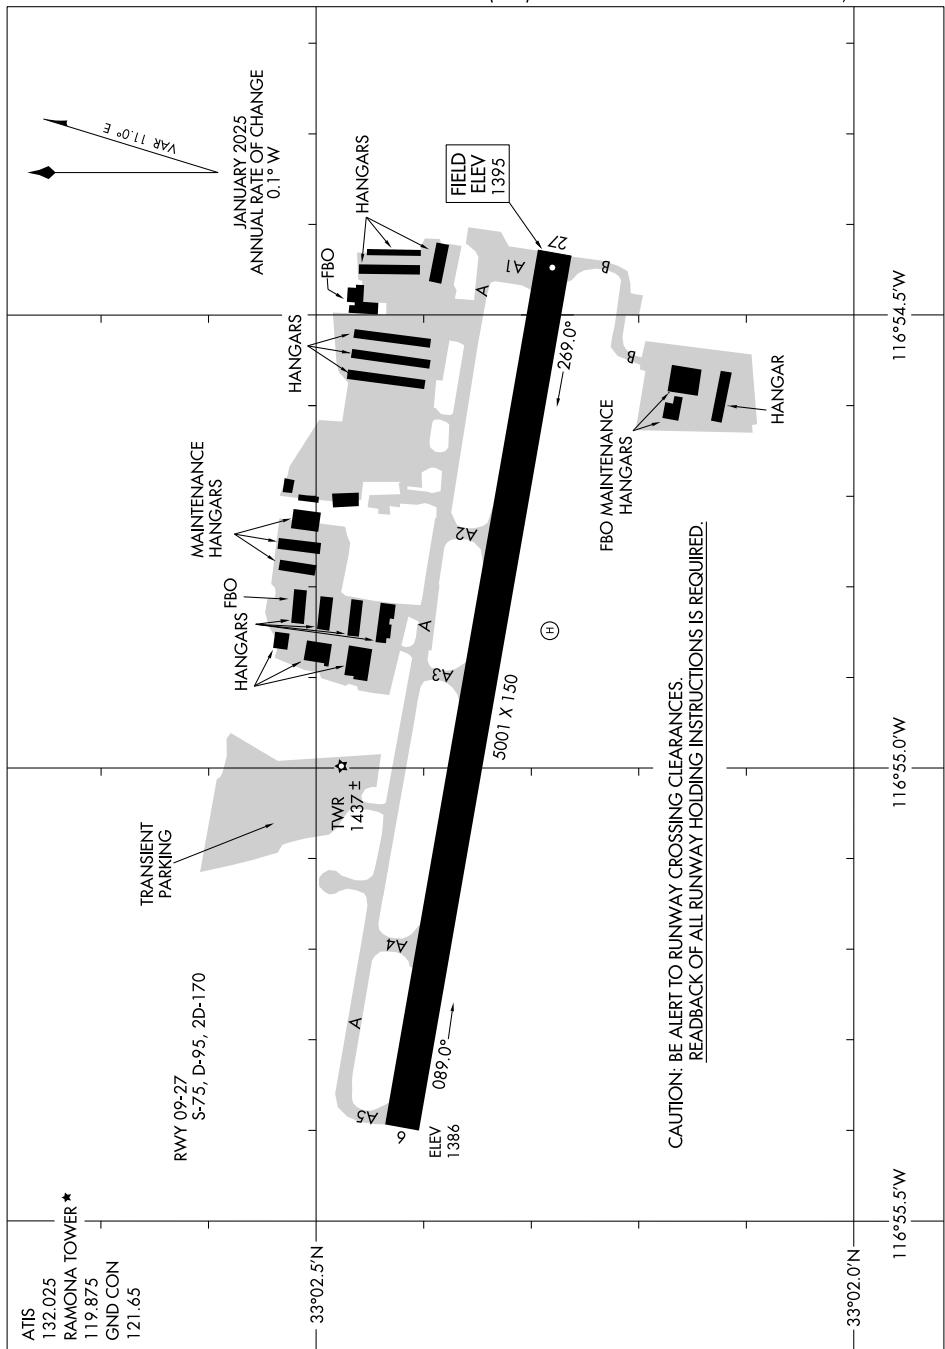 ATIS
132.025
RAMONA TOWER ★
119.875
GND CON
121.65
RWY 09-27
S-75, D-95, 2D-170
TRANSIENT
PARKING
TWR
1437 ±
HANGARS
FBO
MAINTENANCE
HANGARS
HANGARS
FBO
HANGARS
JANUARY 2025
ANNUAL RATE OF CHANGE
0.1° W
VAR 11.0° E
FIELD
ELEV
1395
A5
A
A4
A3
A
A2
A
A1
B
B
9
27
ELEV
1386
089.0°
5001 X 150
269.0°
H
FBO MAINTENANCE
HANGARS
HANGAR
CAUTION: BE ALERT TO RUNWAY CROSSING CLEARANCES.
READBACK OF ALL RUNWAY HOLDING INSTRUCTIONS IS REQUIRED.
33°02.5'N
33°02.0'N
116°55.5'W
116°55.0'W
116°54.5'W